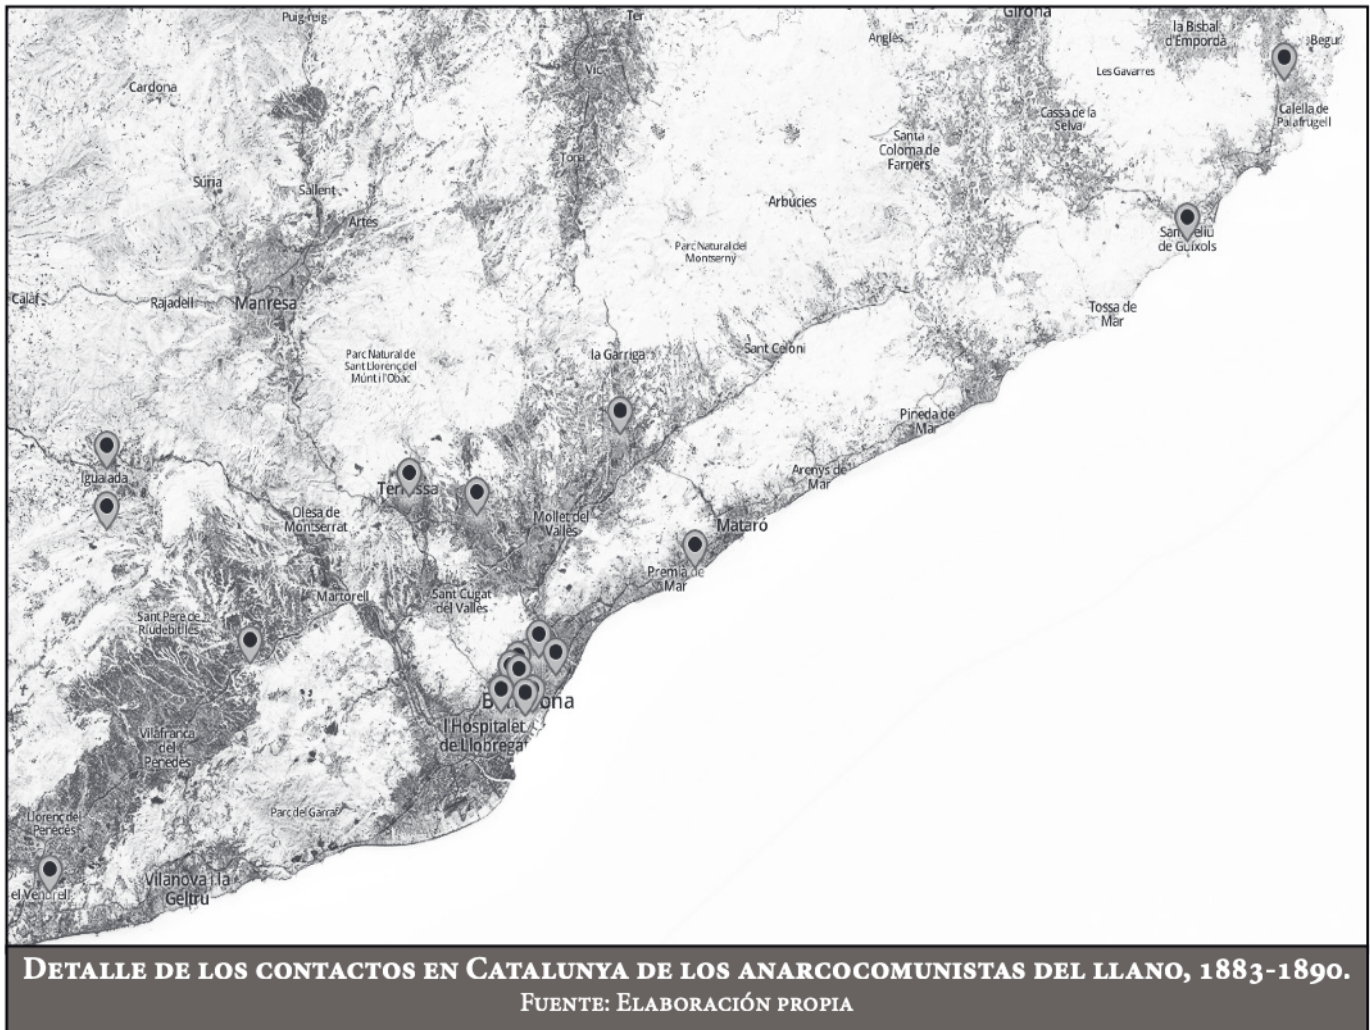 Puig-reig
Ter
Girona
la Bisbal
d'Empordà
Begur
Anglès
Vic
Les Gavarres
Cardona
Calella de
Palafrugell
Cassà de la
Selva
Santa
Coloma de
Farners
Tona
Súria
Sallent
Artés
Arbúcies
Parc Natural del
Montseny
de Guíxols
Calaf
Rajadell
Manresa
Tossa de
Mar
Parc Natural de
Sant Llorenç del
Munt i l'Obac
la Garriga
Sant Celoni
Pineda de
Mar
Igualada
Arenys de
Mar
Olesa de
Montserrat
Mollet del
Vallès
Mataró
Premià de
Mar
Martorell
Sant Cugat
del Vallès
Sant Pere de
Riudebitlles
l'Hospitalet
de Llobregat
Vilafranca
del
Penedès
Parc del Garraf
Llorenç del
Penedès
el Vendrell
Vilanova i la
Geltrú
Detalle de los contactos en Catalunya de los anarcocomunistas del llano, 1883-1890.
Fuente: Elaboración propia